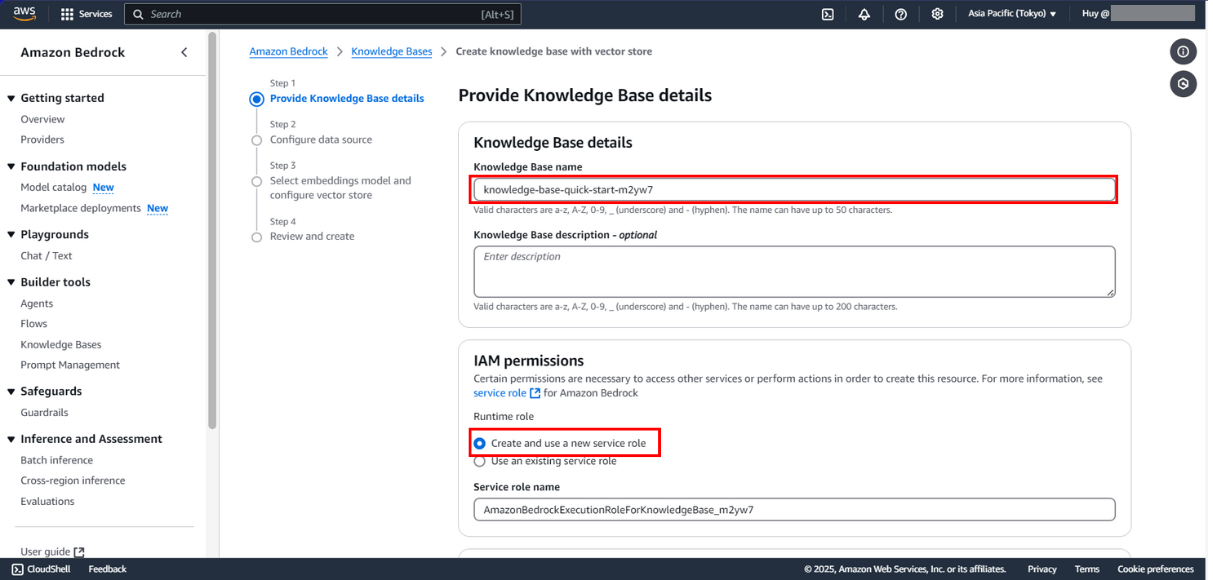 aws
Services
Search
[Alt+S]
Asia Pacific (Tokyo)
Huy @
Amazon Bedrock
Getting started
Overview
Providers
Foundation models
Model catalog New
Marketplace deployments New
Playgrounds
Chat / Text
Builder tools
Agents
Flows
Knowledge Bases
Prompt Management
Safeguards
Guardrails
Inference and Assessment
Batch inference
Cross-region inference
Evaluations
User guide
Amazon Bedrock > Knowledge Bases > Create knowledge base with vector store
Step 1
Provide Knowledge Base details
Step 2
Configure data source
Step 3
Select embeddings model and
configure vector store
Step 4
Review and create
Provide Knowledge Base details
Knowledge Base details
Knowledge Base name
knowledge-base-quick-start-m2yw7
Valid characters are a-z, A-Z, 0-9, _ (underscore) and - (hyphen). The name can have up to 50 characters.
Knowledge Base description - optional
Enter description
Valid characters are a-z, A-Z, 0-9, _ (underscore) and - (hyphen). The name can have up to 200 characters.
IAM permissions
Certain permissions are necessary to access other services or perform actions in order to create this resource. For more information, see
service role for Amazon Bedrock
Runtime role
Create and use a new service role
Use an existing service role
Service role name
AmazonBedrockExecutionRoleForKnowledgeBase_m2yw7
CloudShell
Feedback
© 2025, Amazon Web Services, Inc. or its affiliates.
Privacy
Terms
Cookie preferences